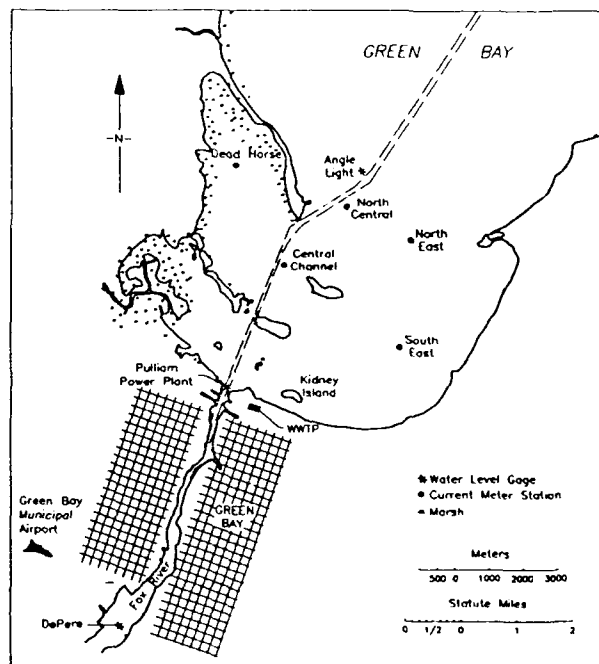 GREEN BAY
-N-
Dead Horse
Angle
Light
North
Central
North
East
Central
Channel
South
East
Pulliam
Power Plant
Kidney
Island
WWTP
Green Bay
Municipal
Airport
GREEN
BAY
Fox River
DePere
Water Level Gage
Current Meter Station
Marsh
Meters
500 0 1000 2000 3000
Statute Miles
0 1/2 0 1 2